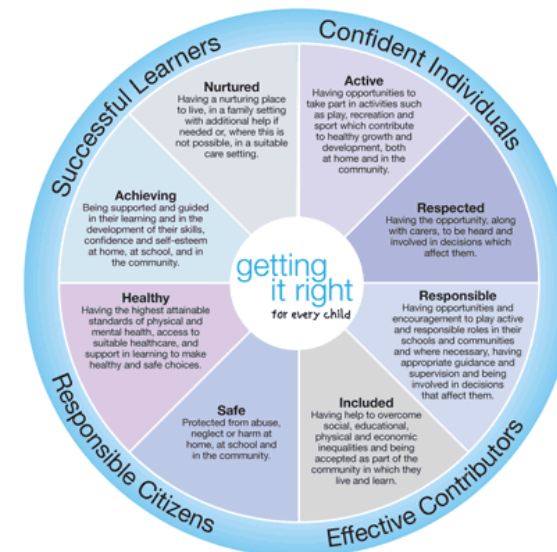 Successful Learners
Confident Individuals
Nurtured
Having a nurturing place
to live, in a family setting
with additional help if
needed or, where this is
not possible, in a suitable
care setting.
Active
Having opportunities to
take part in activities such
as play, recreation and
sport which contribute
to healthy growth and
development, both
at home and in the
community.
Achieving
Being supported and guided
in their learning and in the
development of their skills,
confidence and self-esteem
at home, at school, and in
the community.
Respected
Having the opportunity, along
with carers, to be heard and
involved in decisions which
affect them.
getting
it right
for every child
Healthy
Having the highest attainable
standards of physical and
mental health, access to
suitable healthcare, and
support in learning to make
healthy and safe choices.
Responsible
Having opportunities and
encouragement to play active
and responsible roles in their
schools and communities
and where necessary, having
appropriate guidance and
supervision and being
involved in decisions
that affect them.
Safe
Protected from abuse,
neglect or harm at
home, at school and
in the community.
Included
Having help to overcome
social, educational,
physical and economic
inequalities and being
accepted as part of the
community in which they
live and learn.
Responsible Citizens
Effective Contributors